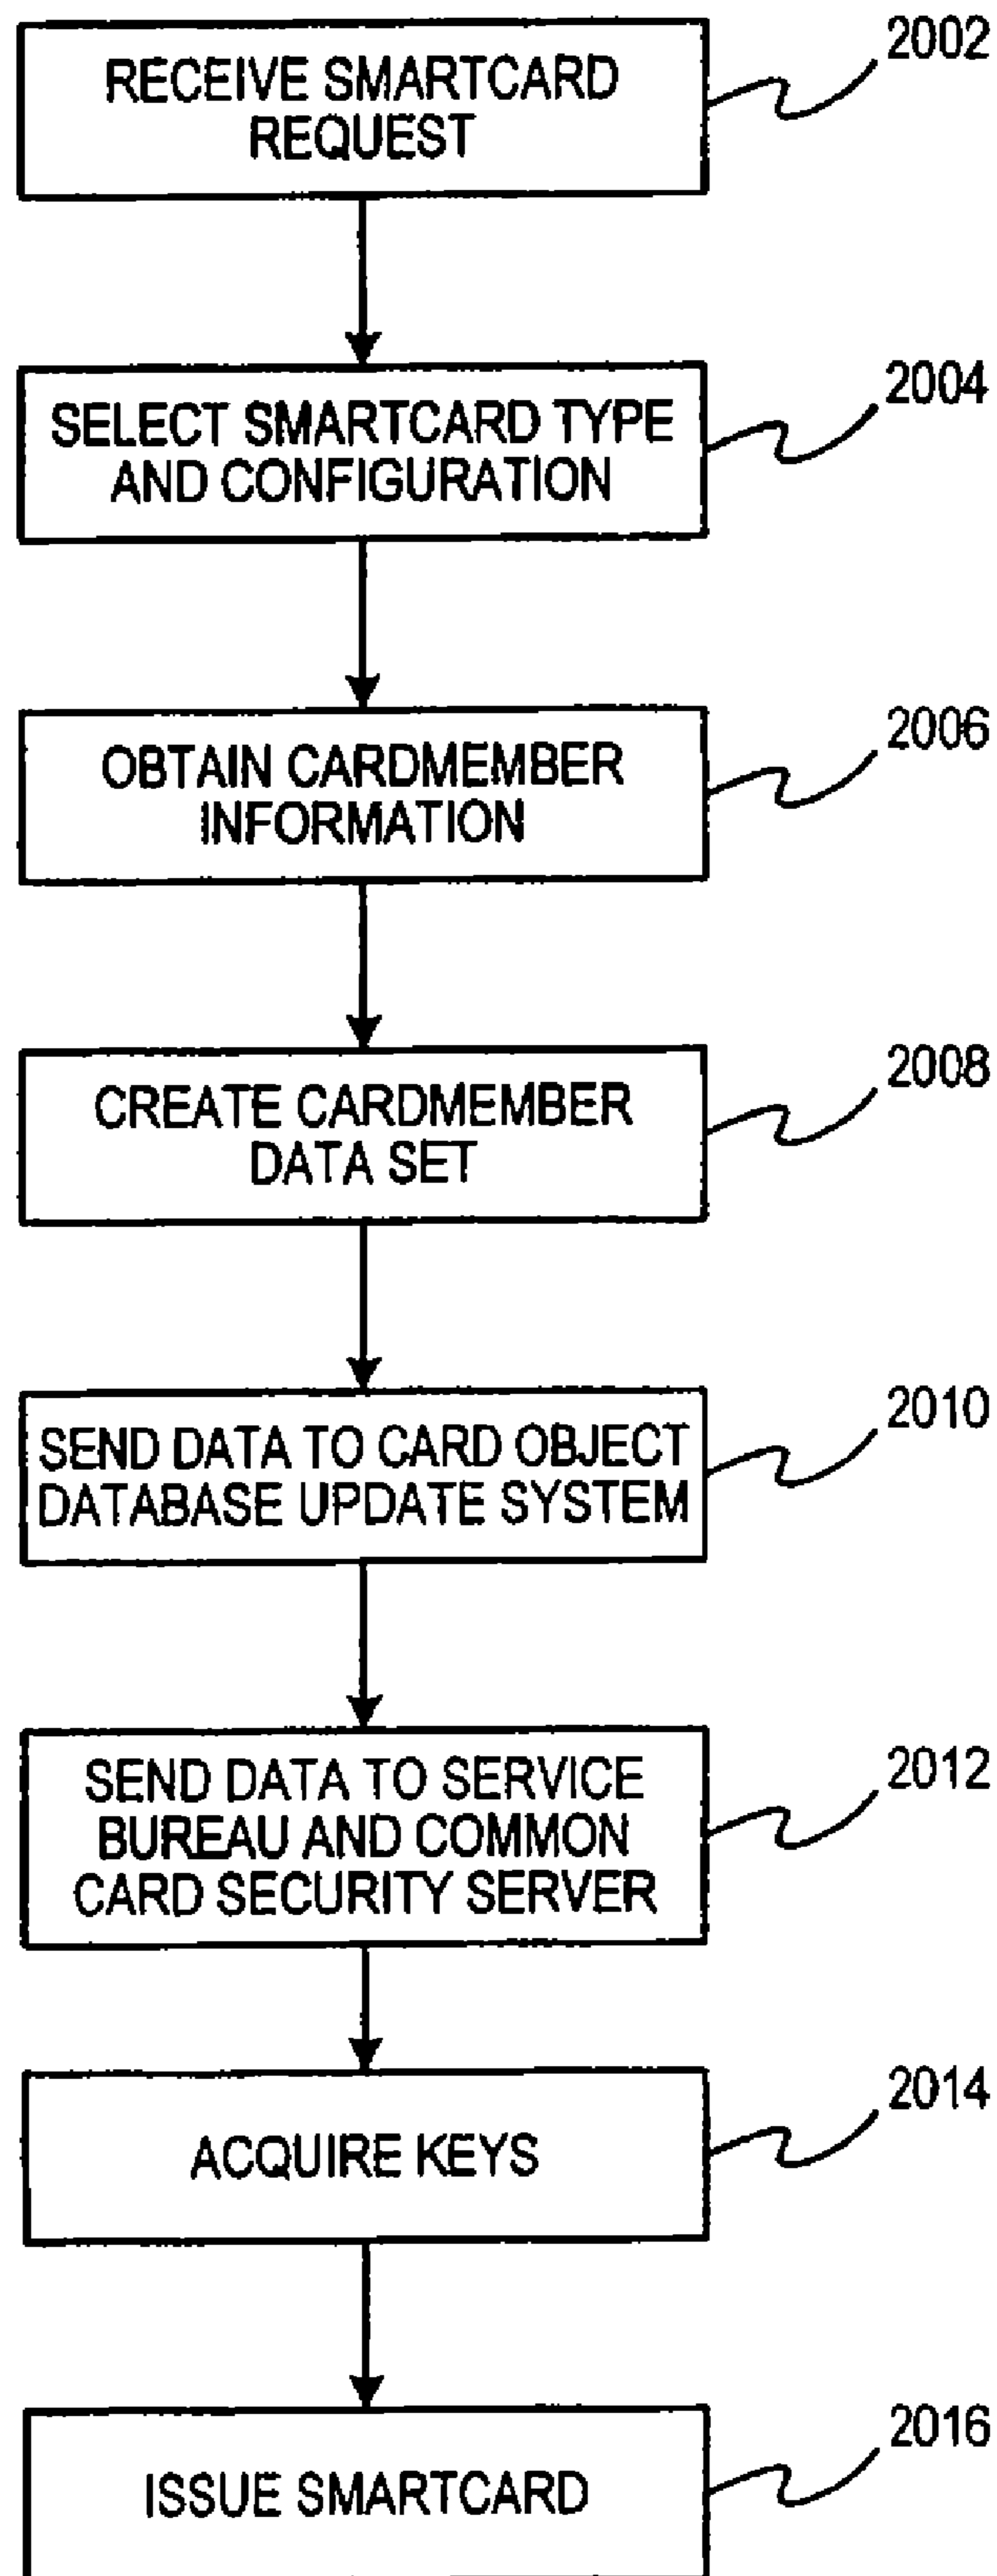 RECEIVE SMARTCARD
REQUEST
2002
SELECT SMARTCARD TYPE
AND CONFIGURATION
2004
OBTAIN CARDMEMBER
INFORMATION
2006
CREATE CARDMEMBER
DATA SET
2008
SEND DATA TO CARD OBJECT
DATABASE UPDATE SYSTEM
2010
SEND DATA TO SERVICE
BUREAU AND COMMON
CARD SECURITY SERVER
2012
ACQUIRE KEYS
2014
ISSUE SMARTCARD
2016